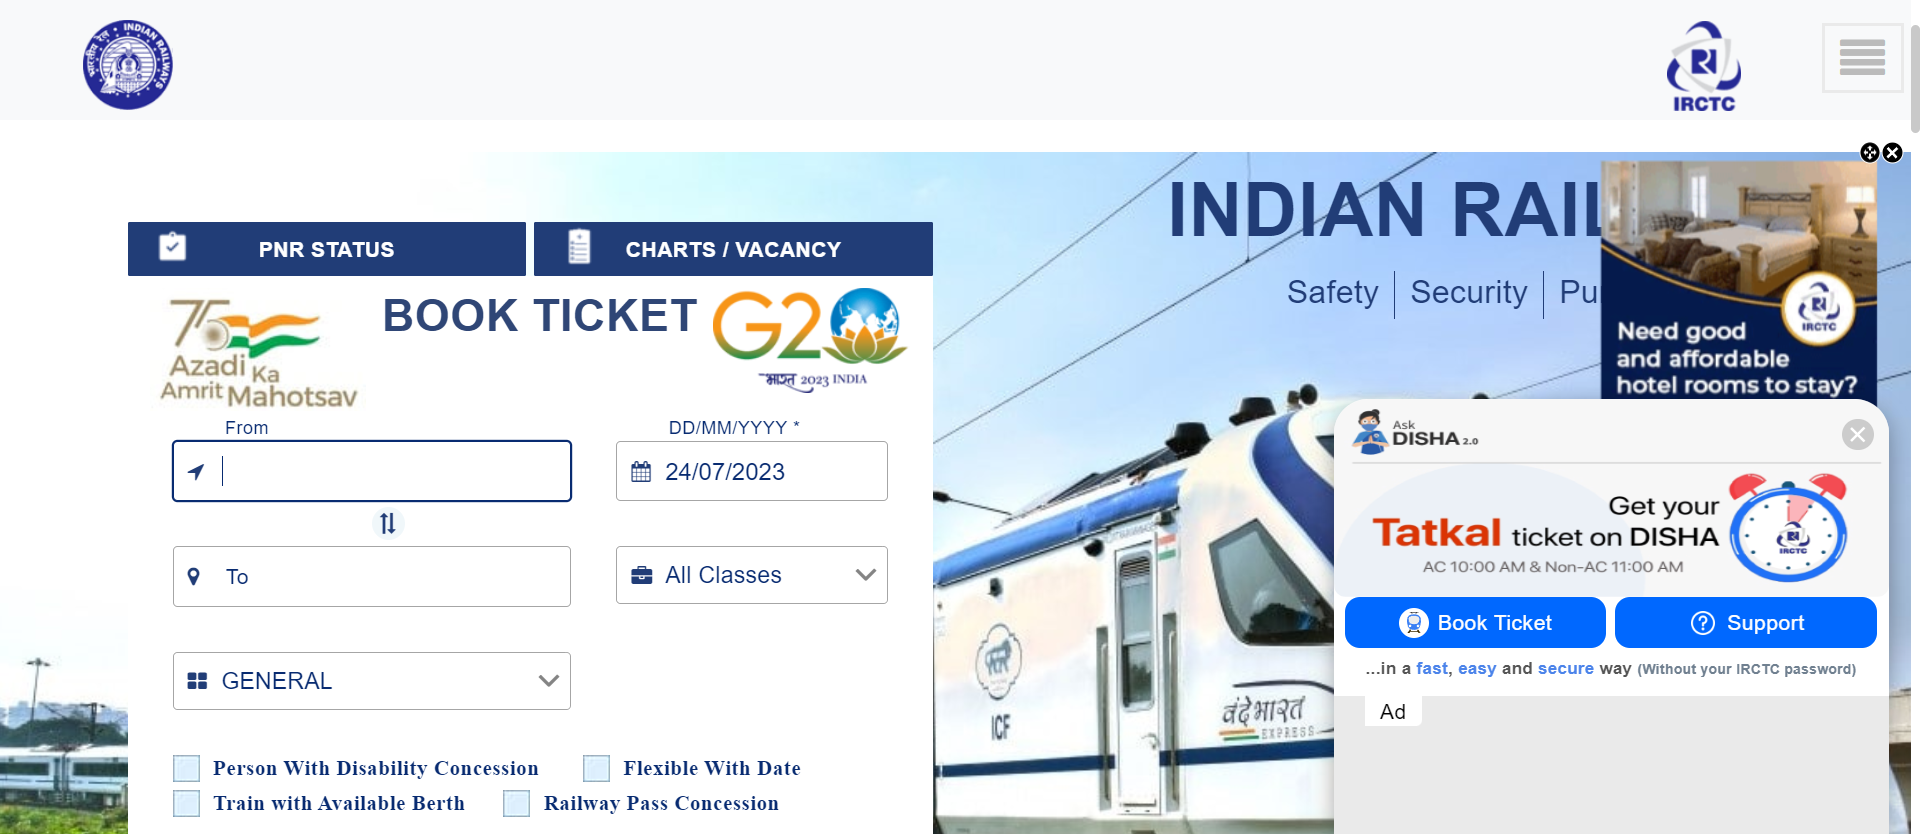 INDIAN RAILWAYS
भारतीय रेल
IRCTC
INDIAN RAIL
Safety
Security
PNR STATUS
CHARTS / VACANCY
BOOK TICKET
75
Azadi Ka
Amrit Mahotsav
G20
भारत 2023 INDIA
From
DD/MM/YYYY *
24/07/2023
To
All Classes
GENERAL
Person With Disability Concession
Flexible With Date
Train with Available Berth
Railway Pass Concession
IRCTC
Need good
and affordable
hotel rooms to stay?
Ask
DISHA 2.0
Get your
Tatkal ticket on DISHA
IRCTC
AC 10:00 AM & Non-AC 11:00 AM
Book Ticket
Support
...in a fast, easy and secure way (Without your IRCTC password)
Ad
ICF
वंदे भारत
EXPRESS